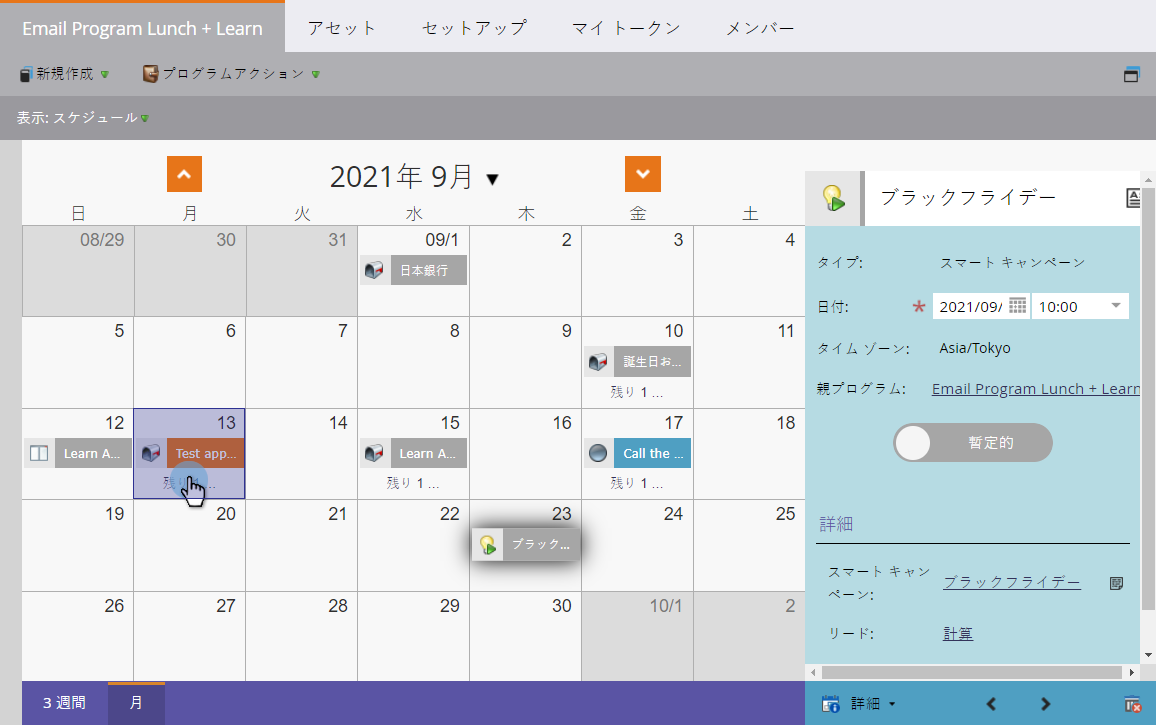 Email Program Lunch + Learn アセット セットアップ マイ トークン メンバー
新規作成 プログラムアクション
表示: スケジュール
2021年 9月
日 月 火 水 木 金 土
08/29 30 31 09/1 2 3 4
日本銀行
5 6 7 8 9 10 11
誕生日お...
残り 1 ...
12 13 14 15 16 17 18
Learn A... Test app... Learn A... Call the ...
残り 1 ... 残り 1 ... 残り 1 ...
19 20 21 22 23 24 25
ブラック...
26 27 28 29 30 10/1 2
3 週間 月
ブラックフライデー
タイプ: スマート キャンペーン
日付: * 2021/09/ 10:00
タイム ゾーン: Asia/Tokyo
親プログラム: Email Program Lunch + Learn
暫定的
詳細
スマート キャン
ペーン: ブラックフライデー
リード: 計算
詳細